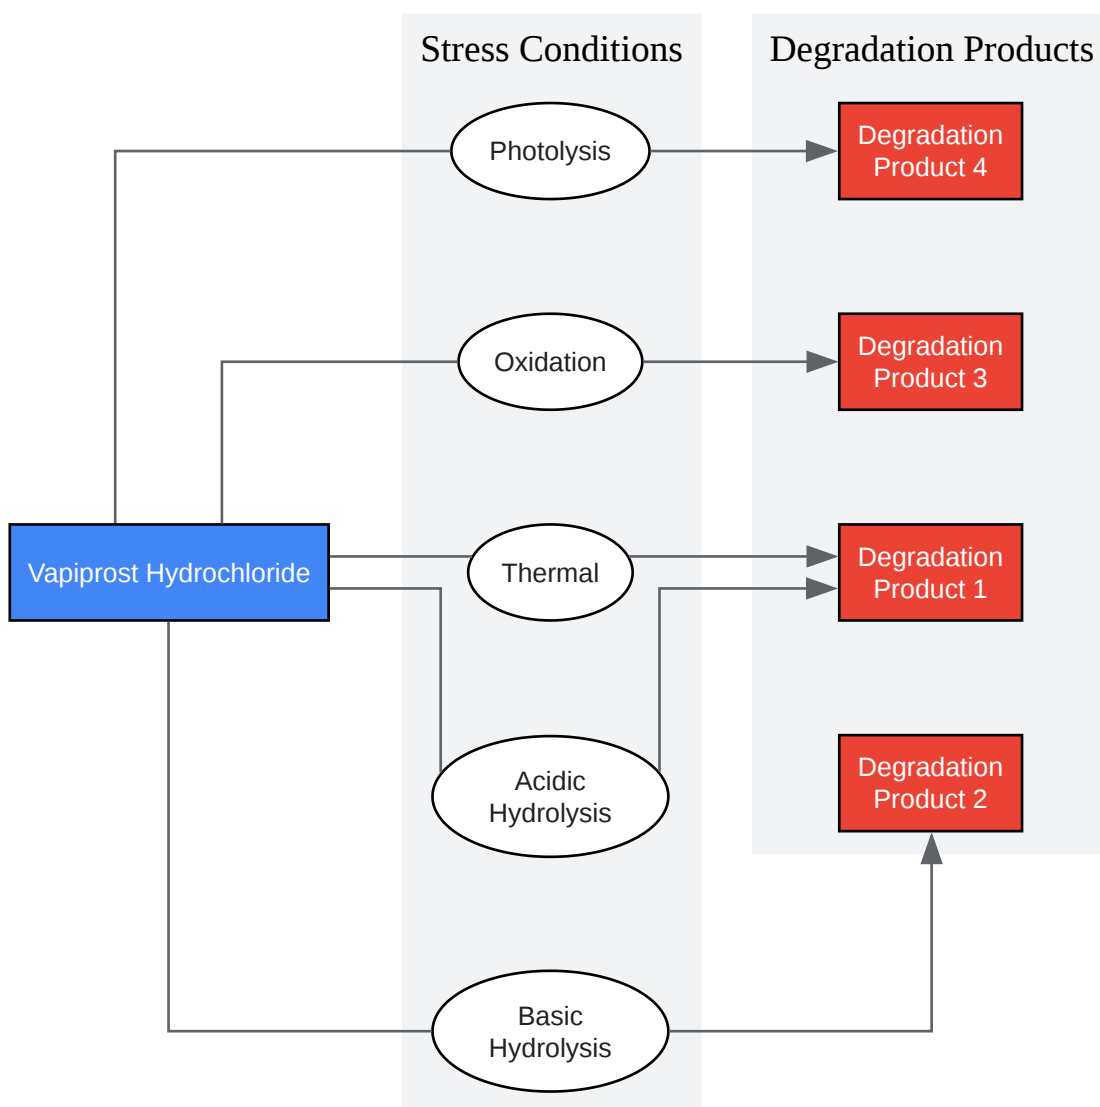 Stress Conditions
Degradation Products
Photolysis
Degradation
Product 4
Oxidation
Degradation
Product 3
Vapiprost Hydrochloride
Thermal
Degradation
Product 1
Acidic
Hydrolysis
Degradation
Product 2
Basic
Hydrolysis